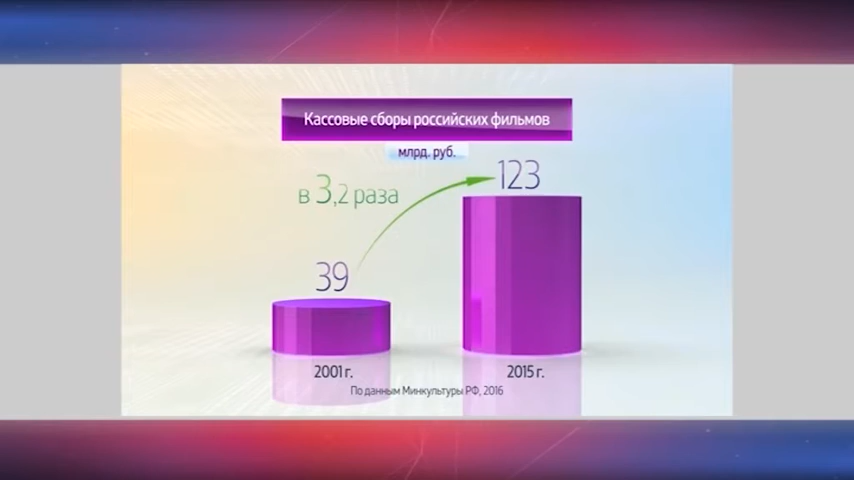 Кассовые сборы российских фильмов
млрд. руб.
в 3,2 раза
123
39
2001 г.
2015 г.
По данным Минкультуры РФ, 2016